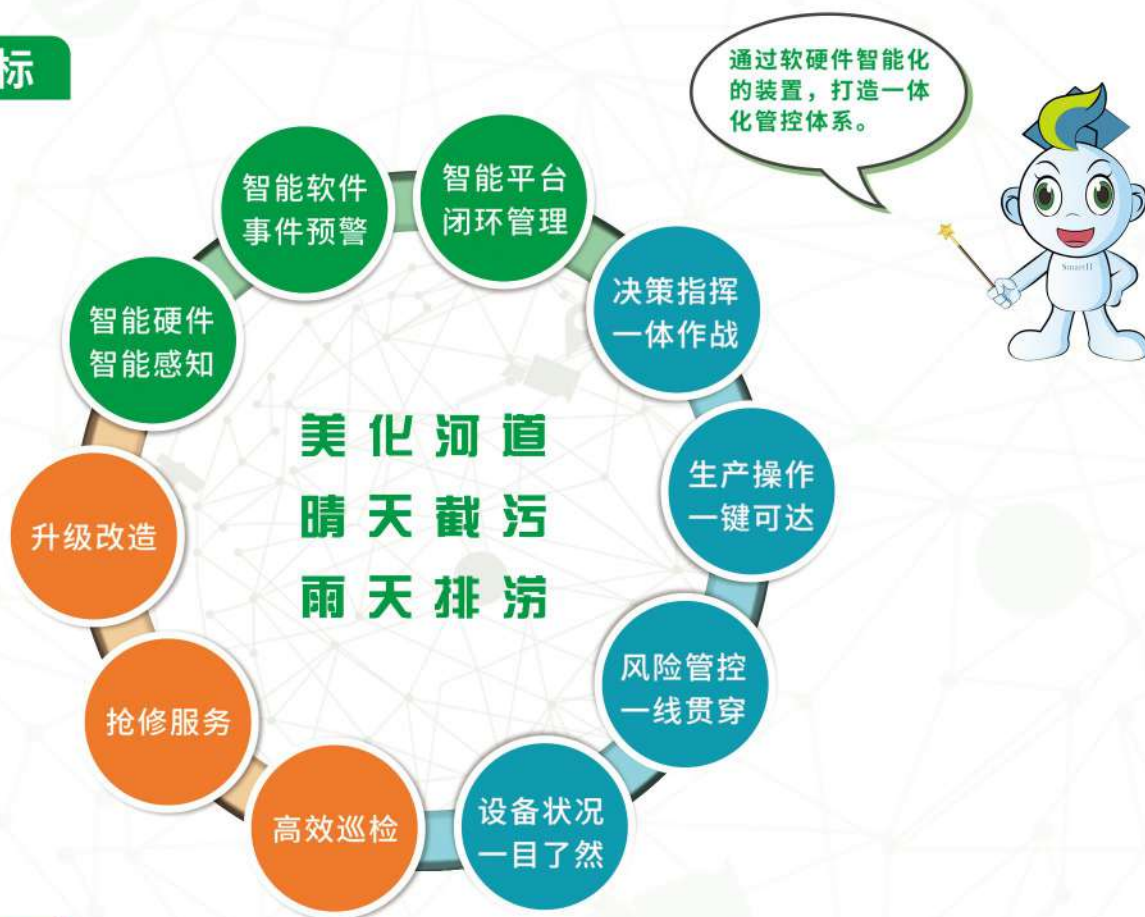 标
通过软硬件智能化
的装置，打造一体
化管控体系。
智能软件
事件预警
智能平台
闭环管理
决策指挥
一体作战
智能硬件
智能感知
SmartH
美化河道
晴天截污
雨天排涝
生产操作
一键可达
升级改造
风险管控
一线贯穿
抢修服务
高效巡检
设备状况
一目了然